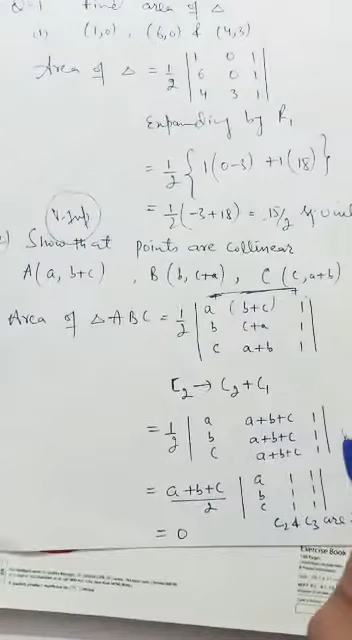 Q-1 Find area of Δ
(1) (1,0), (6,0) & (4,3)
Area of Δ = 1/2 | 1 0 1 |
| 6 0 1 |
| 4 3 1 |
Expanding by R₁
= 1/2 { 1(0-3) + 1(18) }
= 1/2 (-3+18) = 15/2 sq unit
V. Imp
Show that points are collinear
A(a, b+c) , B(b, c+a), C(c, a+b)
Area of ΔABC = 1/2 | a (b+c) 1 |
| b c+a 1 |
| c a+b 1 |
C₂ → C₂ + C₁
= 1/2 | a a+b+c 1 |
| b a+b+c 1 |
| c a+b+c 1 |
= a+b+c/2 | a 1 1 |
| b 1 1 |
| c 1 1 |
C₂ & C₃ are
= 0
Exercise Book